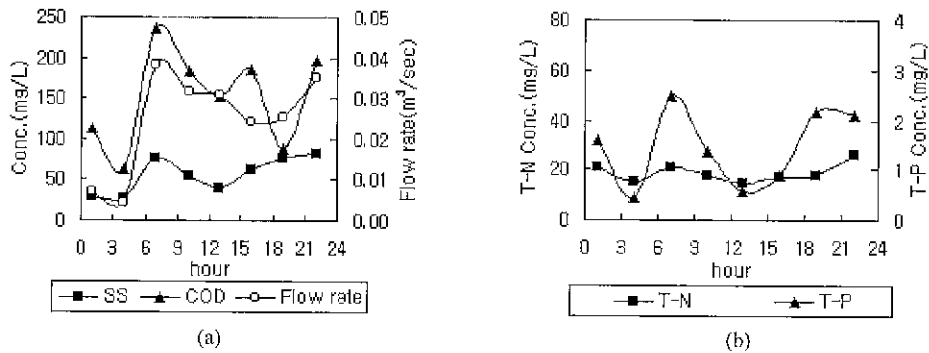 250
200
150
100
50
0
Conc.(mg/L)
0.05
0.04
0.03
0.02
0.01
0.00
Flow rate(m³/sec)
0 3 6 9 12 15 18 21 24
hour
SS COD Flow rate
(a)
80
60
40
20
0
T-N Conc.(mg/L)
4
3
2
1
0
T-P Conc.(mg/L)
0 3 6 9 12 15 18 21 24
hour
T-N T-P
(b)